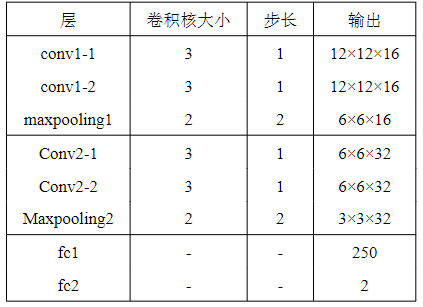 层 卷积核大小 步长 输出
conv1-1 3 1 12×12×16
conv1-2 3 1 12×12×16
maxpooling1 2 2 6×6×16
Conv2-1 3 1 6×6×32
Conv2-2 3 1 6×6×32
Maxpooling2 2 2 3×3×32
fc1 - - 250
fc2 - - 2